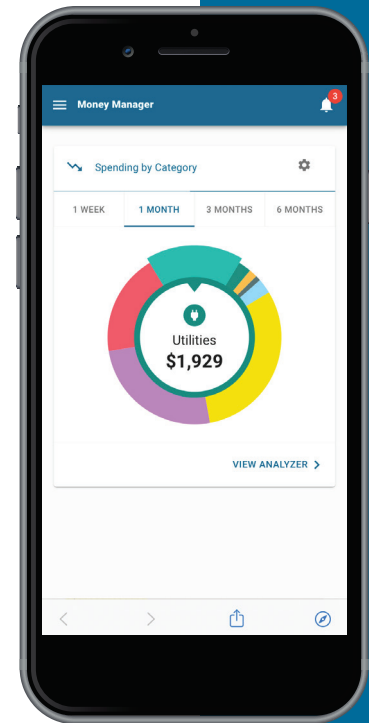 Money Manager
3
Spending by Category
1 WEEK 1 MONTH 3 MONTHS 6 MONTHS
Utilities
$1,929
VIEW ANALYZER